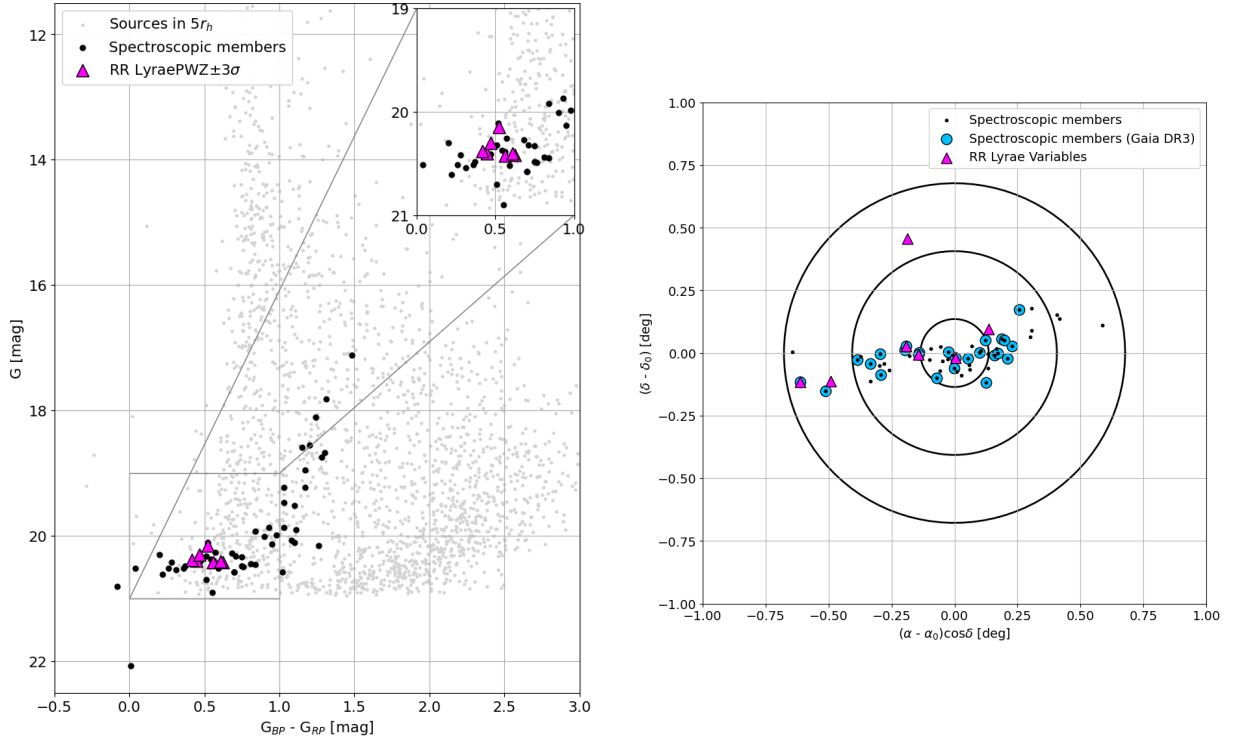 Sources in 5r_h
Spectroscopic members
RR LyraePWZ±3σ
12
14
16
18
20
22
G [mag]
−0.5 0.0 0.5 1.0 1.5 2.0 2.5 3.0
G_BP - G_RP [mag]
19
20
21
0.0 0.5 1.0
Spectroscopic members
Spectroscopic members (Gaia DR3)
RR Lyrae Variables
1.00
0.75
0.50
0.25
0.00
−0.25
−0.50
−0.75
−1.00
(δ - δ₀) [deg]
−1.00 −0.75 −0.50 −0.25 0.00 0.25 0.50 0.75 1.00
(α - α₀)cosδ [deg]